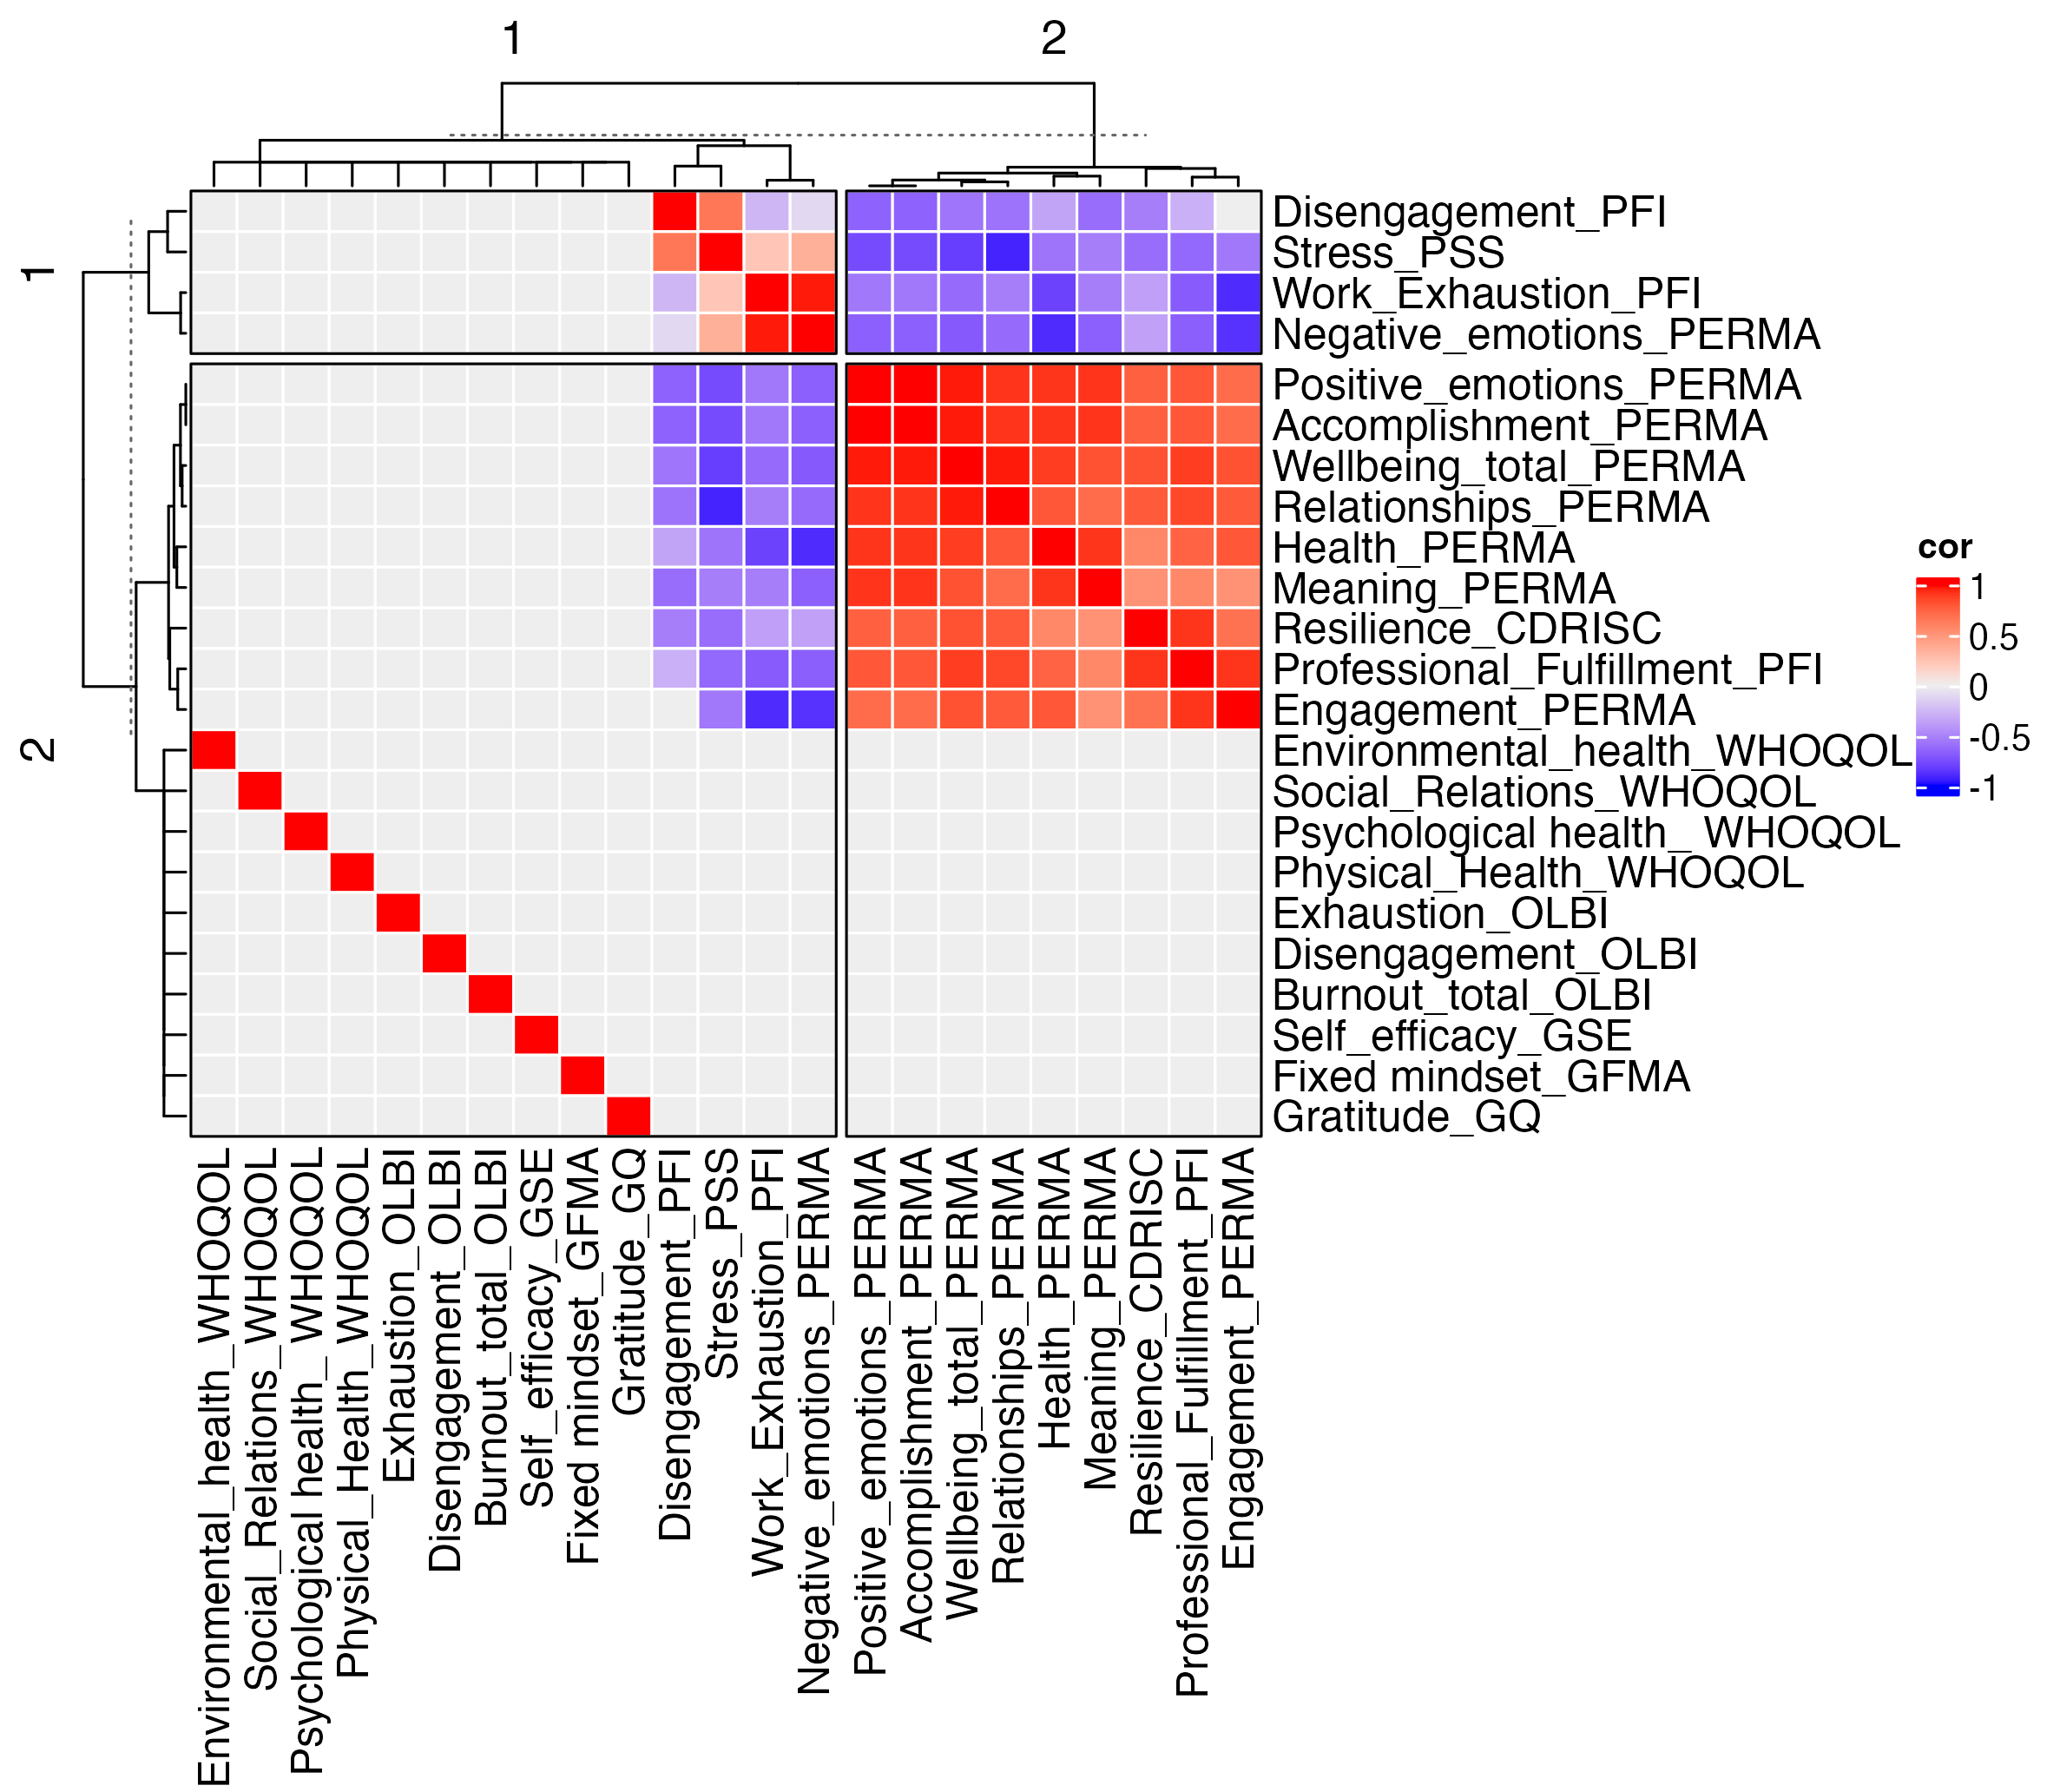 1
2
1
2
Disengagement_PFI
Stress_PSS
Work_Exhaustion_PFI
Negative_emotions_PERMA
Positive_emotions_PERMA
Accomplishment_PERMA
Wellbeing_total_PERMA
Relationships_PERMA
Health_PERMA
Meaning_PERMA
Resilience_CDRISC
Professional_Fulfillment_PFI
Engagement_PERMA
Environmental_health_WHOQOL
Social_Relations_WHOQOL
Psychological health_ WHOQOL
Physical_Health_WHOQOL
Exhaustion_OLBI
Disengagement_OLBI
Burnout_total_OLBI
Self_efficacy_GSE
Fixed mindset_GFMA
Gratitude_GQ
cor
1
0.5
0
-0.5
-1
Environmental_health_WHOQOL
Social_Relations_WHOQOL
Psychological health_ WHOQOL
Physical_Health_WHOQOL
Exhaustion_OLBI
Disengagement_OLBI
Burnout_total_OLBI
Self_efficacy_GSE
Fixed mindset_GFMA
Gratitude_GQ
Disengagement_PFI
Stress_PSS
Work_Exhaustion_PFI
Negative_emotions_PERMA
Positive_emotions_PERMA
Accomplishment_PERMA
Wellbeing_total_PERMA
Relationships_PERMA
Health_PERMA
Meaning_PERMA
Resilience_CDRISC
Professional_Fulfillment_PFI
Engagement_PERMA